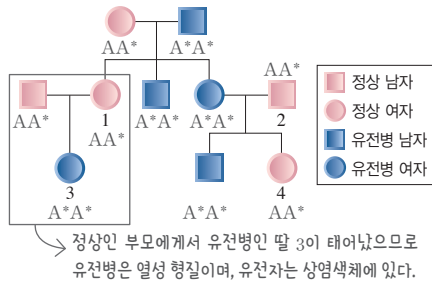 AA* A*A*
AA*
정상 남자
정상 여자
유전병 남자
유전병 여자
AA* 1 A*A* A*A* 2
AA*
3 4
A*A* A*A* AA*
정상인 부모에게서 유전병인 딸 3이 태어났으므로
유전병은 열성 형질이며, 유전자는 상염색체에 있다.